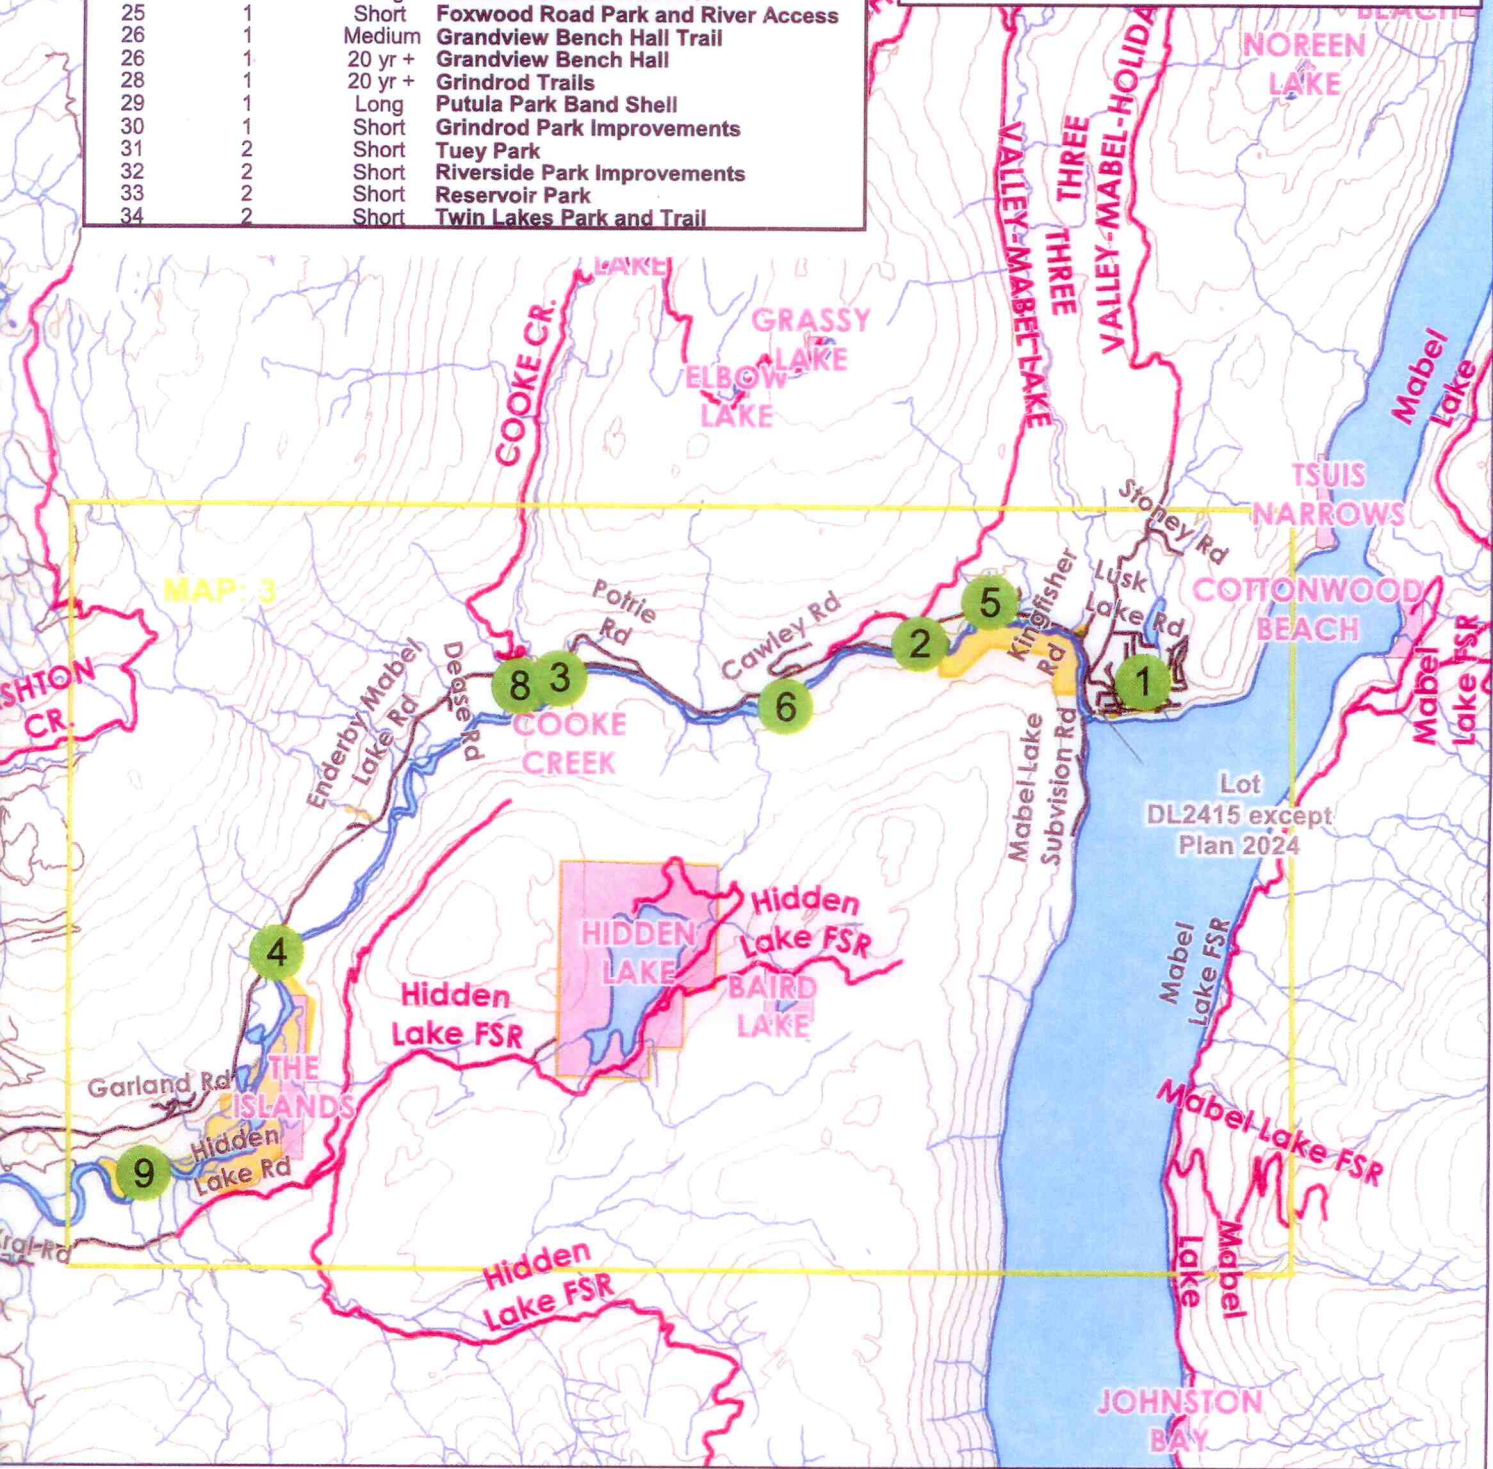 25 1 Short Foxwood Road Park and River Access
26 1 Medium Grandview Bench Hall Trail
26 1 20 yr + Grandview Bench Hall
28 1 20 yr + Grindrod Trails
29 1 Long Putula Park Band Shell
30 1 Short Grindrod Park Improvements
31 2 Short Tuey Park
32 2 Short Riverside Park Improvements
33 2 Short Reservoir Park
34 2 Short Twin Lakes Park and Trail
BEACH
NOREEN
LAKE
THREE
VALLEY-MABEL-HOLIDA
THREE
VALLEY-MABEL LAKE
LAKE
COOKE CR.
GRASSY
LAKE
ELBOW
LAKE
Mabel
Lake
TSUIS
NARROWS
Stoney Rd
MAP: 3
COTTONWOOD
BEACH
Lusk
Lake Rd
Kingfisher
Rd
5
2
1
Potrie
Rd
Cawley Rd
8
3
6
COOKE
CREEK
Dease Rd
Enderby Mabel
Lake Rd
SHTON
CR.
Mabel
Lake FSR
Mabel Lake
Subvision Rd
Lot
DL2415 except
Plan 2024
HIDDEN
LAKE
Hidden
Lake FSR
BAIRD
LAKE
4
Hidden
Lake FSR
Mabel
Lake FSR
THE
ISLANDS
Garland Rd
Hidden
Lake Rd
9
Kral Rd
Mabel Lake FSR
Mabel
Lake
Hidden
Lake FSR
JOHNSTON
BAY